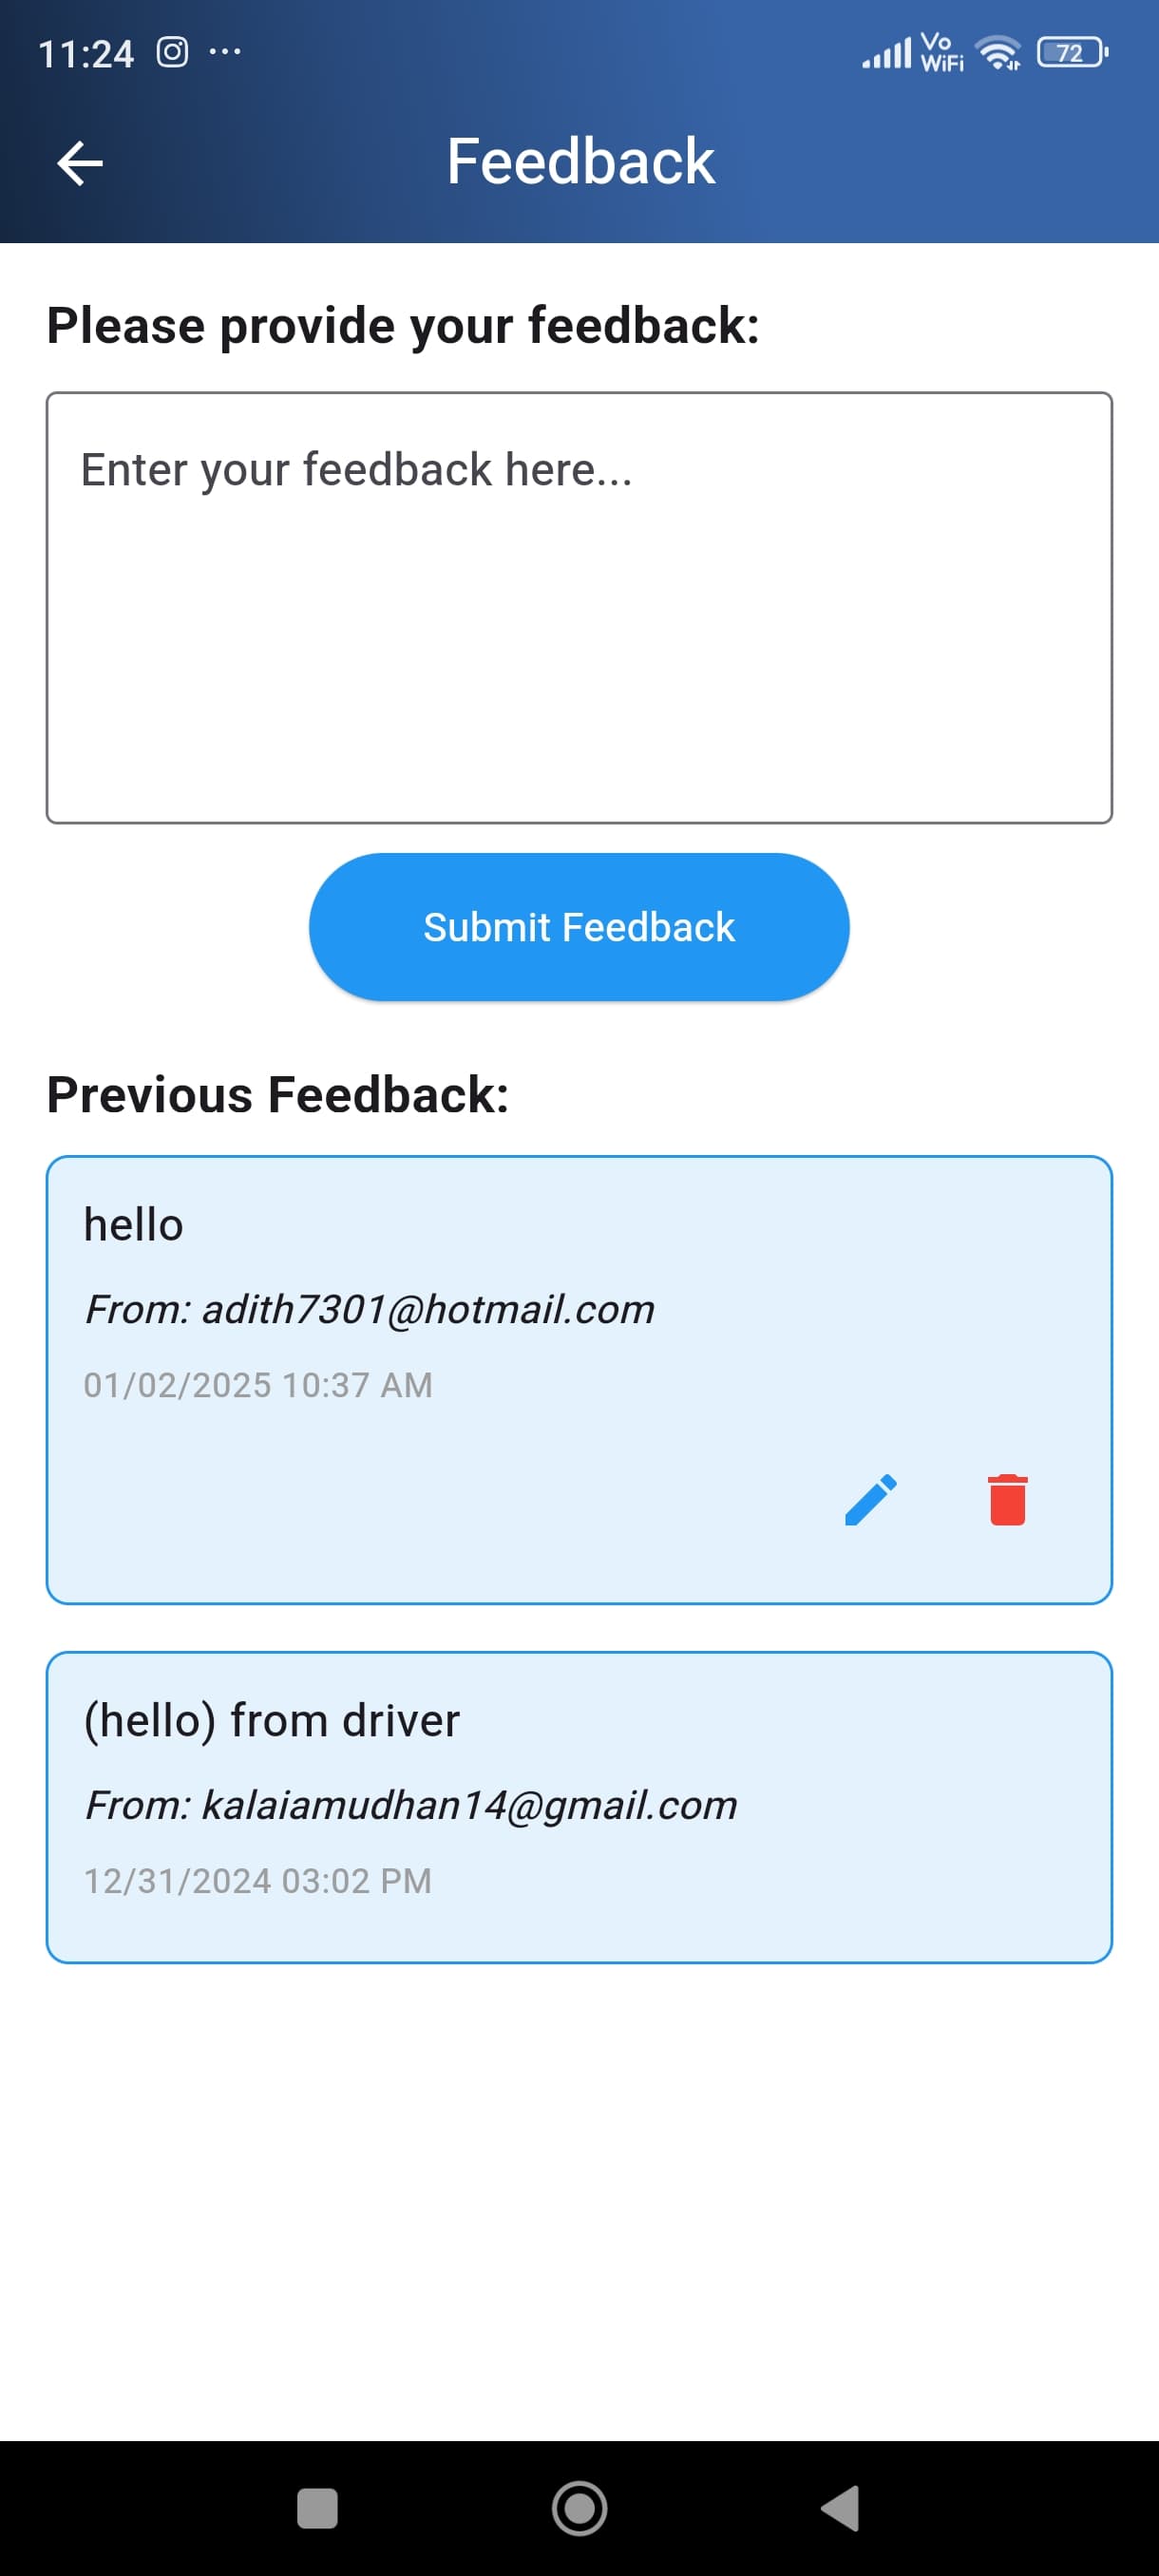 11:24
Vo
WiFi
72
Feedback
Please provide your feedback:
Enter your feedback here...
Submit Feedback
Previous Feedback:
hello
From: adith7301@hotmail.com
01/02/2025 10:37 AM
(hello) from driver
From: kalaiamudhan14@gmail.com
12/31/2024 03:02 PM